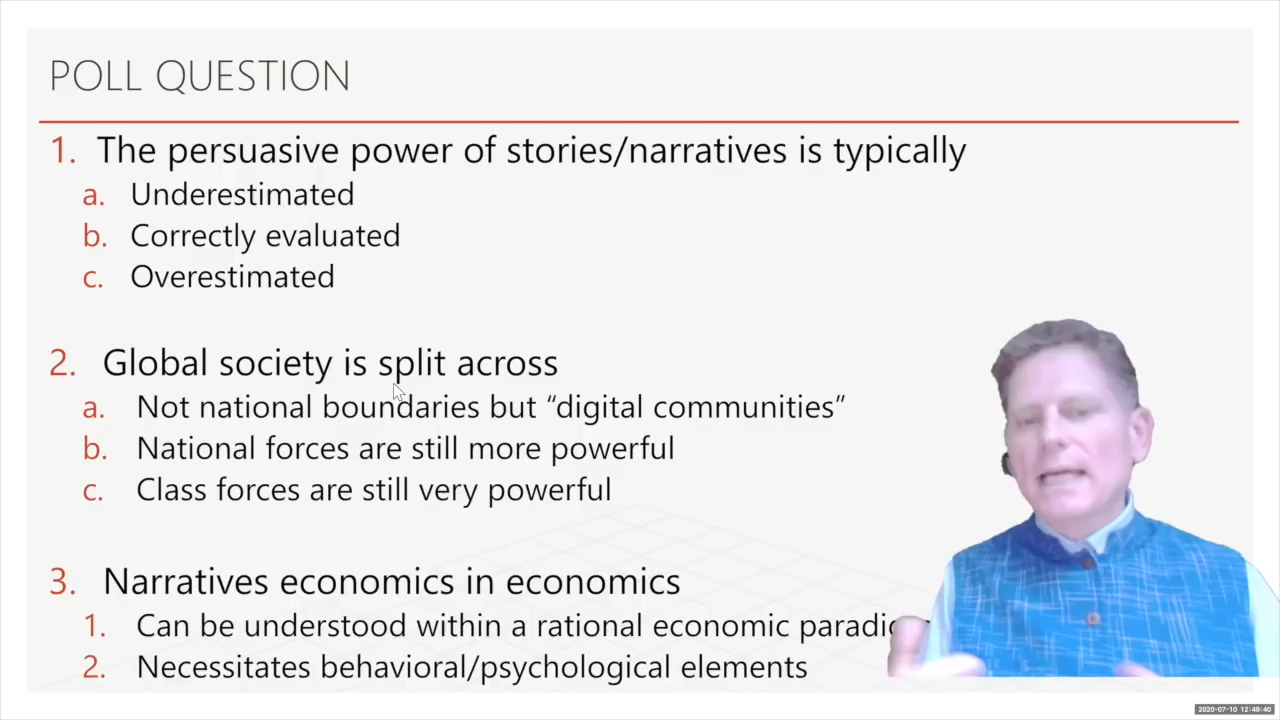 POLL QUESTION
1. The persuasive power of stories/narratives is typically
a. Underestimated
b. Correctly evaluated
c. Overestimated
2. Global society is split across
a. Not national boundaries but “digital communities”
b. National forces are still more powerful
c. Class forces are still very powerful
3. Narratives economics in economics
1. Can be understood within a rational economic
2. Necessitates behavioral/psychological elements
2020-07-10 12:49:40